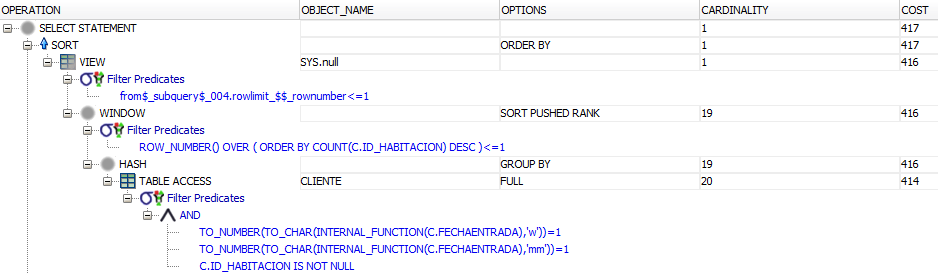 OPERATION OBJECT_NAME OPTIONS CARDINALITY COST
SELECT STATEMENT 1 417
SORT ORDER BY 1 417
VIEW SYS.null 1 416
Filter Predicates
from$_subquery$_004.rowlimit_$$_rownumber<=1
WINDOW SORT PUSHED RANK 19 416
Filter Predicates
ROW_NUMBER() OVER ( ORDER BY COUNT(C.ID_HABITACION) DESC )<=1
HASH GROUP BY 19 416
TABLE ACCESS CLIENTE FULL 20 414
Filter Predicates
AND
TO_NUMBER(TO_CHAR(INTERNAL_FUNCTION(C.FECHAENTRADA),'w'))=1
TO_NUMBER(TO_CHAR(INTERNAL_FUNCTION(C.FECHAENTRADA),'mm'))=1
C.ID_HABITACION IS NOT NULL